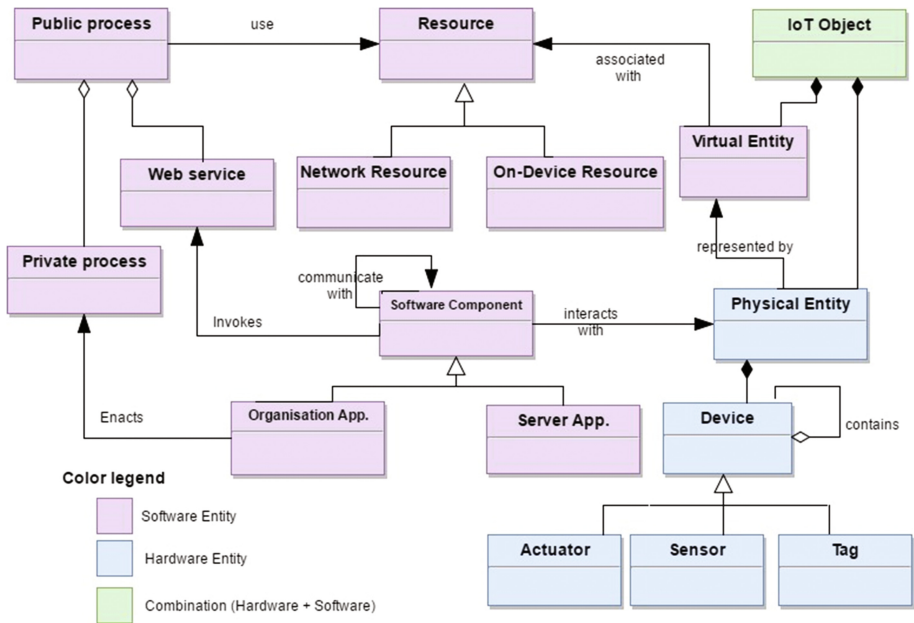 Public process
use
Resource
IoT Object
associated
with
Virtual Entity
Web service
Network Resource
On-Device Resource
represented by
Private process
communicate
with
Software Component
interacts
with
Physical Entity
Invokes
Enacts
Organisation App.
Server App.
Device
contains
Color legend
Software Entity
Hardware Entity
Combination (Hardware + Software)
Actuator
Sensor
Tag